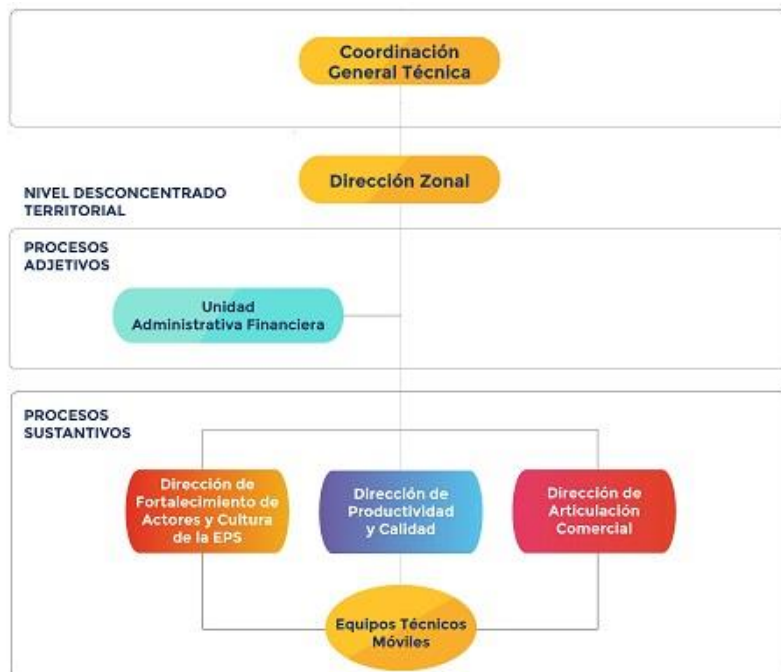 Coordinación
General Técnica
Dirección Zonal
NIVEL DESCONCENTRADO
TERRITORIAL
PROCESOS
ADJETIVOS
Unidad
Administrativa Financiera
PROCESOS
SUSTANTIVOS
Dirección de
Fortalecimiento de
Actores y Cultura
de la EPS
Dirección de
Productividad
y Calidad
Dirección de
Articulación
Comercial
Equipos Técnicos
Móviles